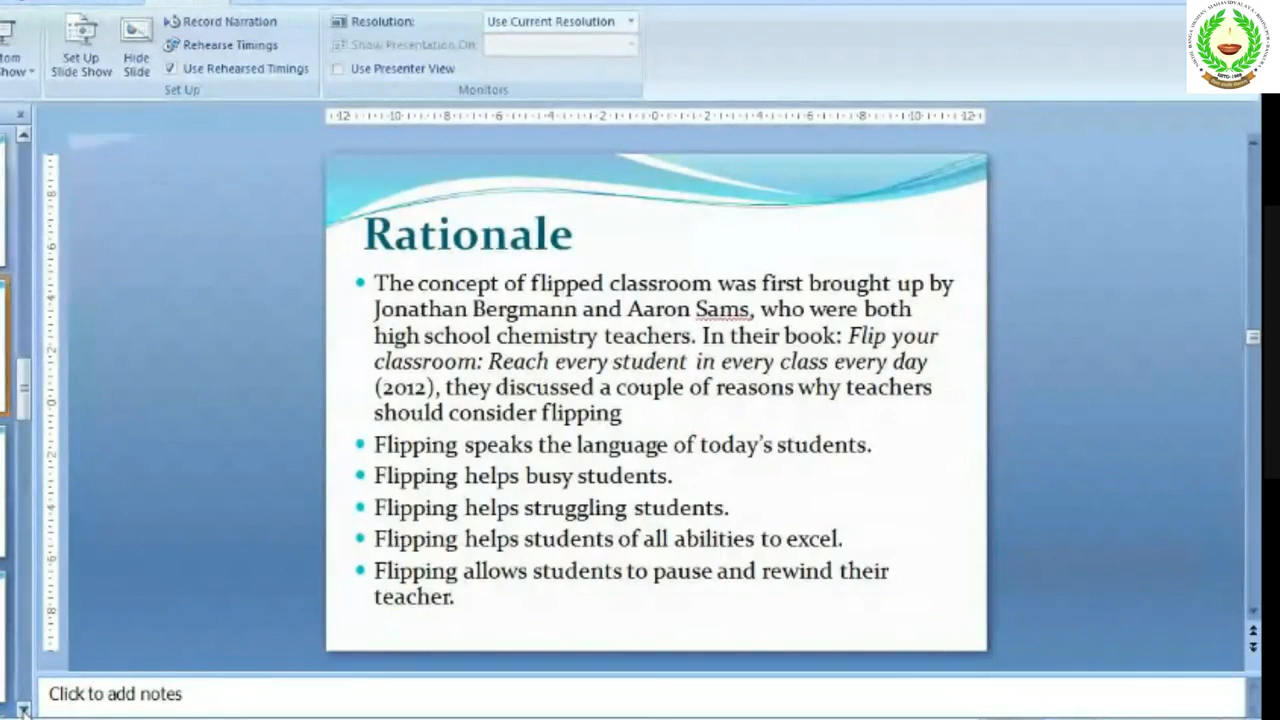 Record Narration
Resolution:
Use Current Resolution
tom
Show
Set Up
Slide Show
Hide
Slide
Rehearse Timings
Show Presentation On:
Use Rehearsed Timings
Use Presenter View
Set Up
Monitors
Rationale
The concept of flipped classroom was first brought up by
Jonathan Bergmann and Aaron Sams, who were both
high school chemistry teachers. In their book: Flip your
classroom: Reach every student in every class every day
(2012), they discussed a couple of reasons why teachers
should consider flipping
Flipping speaks the language of today's students.
Flipping helps busy students.
Flipping helps struggling students.
Flipping helps students of all abilities to excel.
Flipping allows students to pause and rewind their
teacher.
Click to add notes